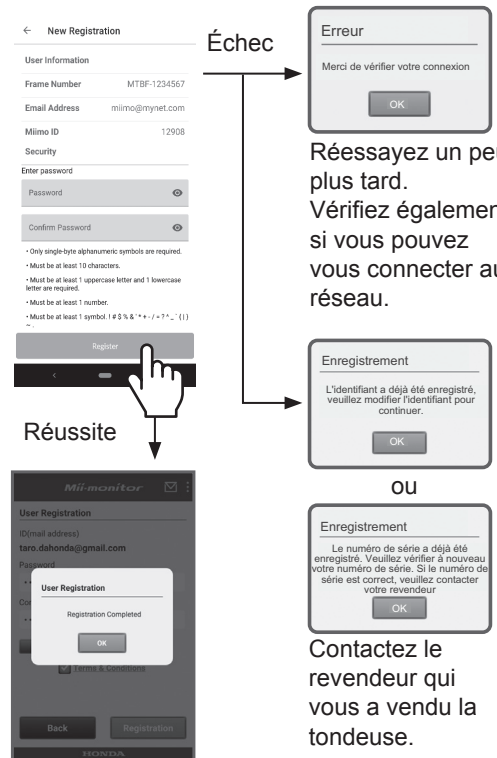 ← New Registration
User Information
Frame Number MTBF-1234567
Email Address miimo@mynet.com
Miimo ID 12908
Security
Enter password
Password
Confirm Password
• Only single-byte alphanumeric symbols are required.
• Must be at least 10 characters.
• Must be at least 1 uppercase letter and 1 lowercase
letter are required.
• Must be at least 1 number.
• Must be at least 1 symbol. ! # $ % & ' * + - / = ? ^ _ ` { | }
~ .
Register
Échec
Erreur
Merci de vérifier votre connexion
OK
Réessayez un peu
plus tard.
Vérifiez également
si vous pouvez
vous connecter au
réseau.
Enregistrement
L'identifiant a déjà été enregistré,
veuillez modifier l'identifiant pour
continuer.
OK
ou
Enregistrement
Le numéro de série a déjà été
enregistré. Veuillez vérifier à nouveau
votre numéro de série. Si le numéro de
série est correct, veuillez contacter
votre revendeur
OK
Contactez le
revendeur qui
vous a vendu la
tondeuse.
Réussite
Mii-monitor
User Registration
ID(mail address)
taro.dahonda@gmail.com
Password
User Registration
Registration Completed
OK
Terms & Conditions
Back Registration
HONDA